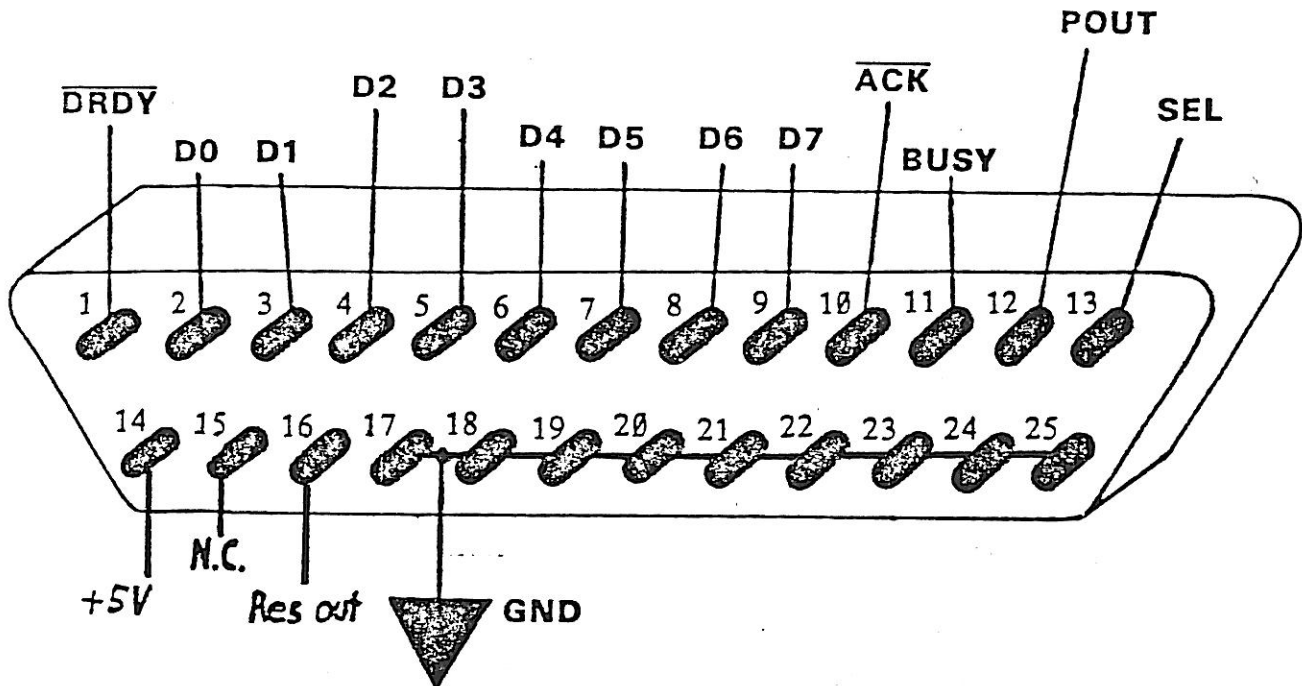 POUT
D2 D3 ACK SEL
DRDY
D0 D1 D4 D5 D6 D7 BUSY
1 2 3 4 5 6 7 8 9 10 11 12 13
14 15 16 17 18 19 20 21 22 23 24 25
N.C.
+5V Res out GND